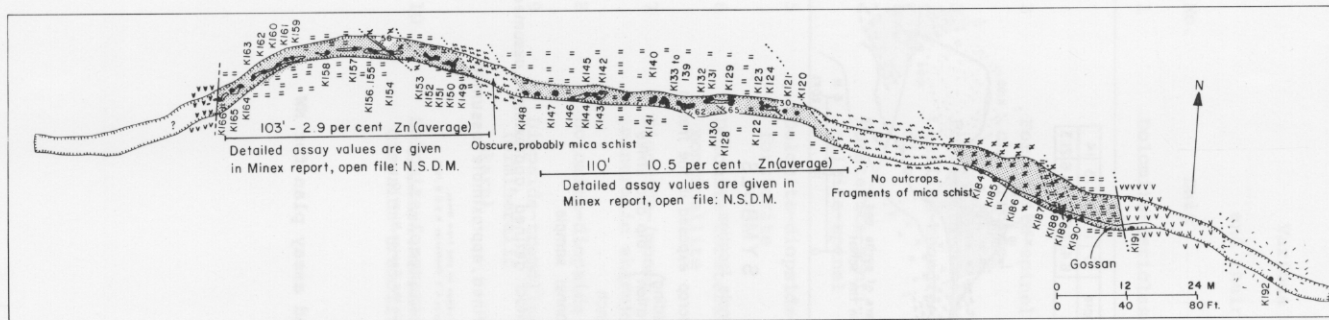 K163
K162
K160
K161
K159
56
K158
K157
K156
155
K154
K153
K152
K151
K150
K149
K166
K165
K164
?
103' - 2.9 per cent Zn (average)
Detailed assay values are given
in Minex report, open file: N.S.D.M.
Obscure, probably mica schist
K145
K142
K140
K133 to
139
K132
K131
K129
K123
K124
K121
K120
30
62
65
K148
K147
K146
K144
K143
K141
K130
K128
K122
110' 10.5 per cent Zn (average)
Detailed assay values are given in
Minex report, open file: N.S.D.M.
No outcrops.
Fragments of mica schist
K184
K185
K186
K187
K188
K189
K190
K191
Gossan
K192
N
0 12 24 M
0 40 80 Ft.